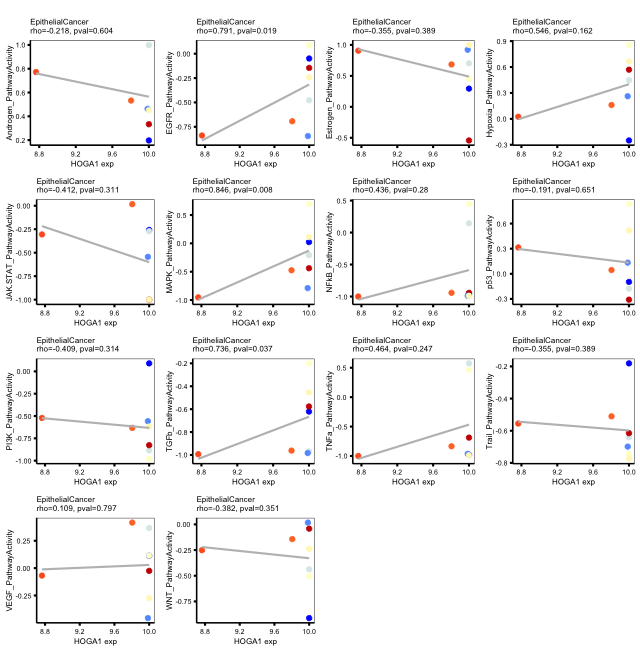 EpithelialCancer
rho=-0.218, pval=0.604
Androgen_PathwayActivity
1.0
0.8
0.6
0.4
0.2
8.8 9.2 9.6 10.0
HOGA1 exp
EpithelialCancer
rho=0.791, pval=0.019
EGFR_PathwayActivity
0.00
-0.25
-0.75
8.8 9.2 9.6 10.0
HOGA1 exp
EpithelialCancer
rho=-0.355, pval=0.389
Estrogen_PathwayActivity
1.0
0.5
0.0
-0.5
8.8 9.2 9.6 10.0
HOGA1 exp
EpithelialCancer
rho=0.546, pval=0.162
Hypoxia_PathwayActivity
0.9
0.6
0.3
0.0
-0.3
8.8 9.2 9.6 10.0
HOGA1 exp
EpithelialCancer
rho=-0.412, pval=0.311
JAK.STAT_PathwayActivity
0.00
-0.25
-0.50
-0.75
-1.00
8.8 9.2 9.6 10.0
HOGA1 exp
EpithelialCancer
rho=0.846, pval=0.008
MAPK_PathwayActivity
0.5
0.0
-0.5
-1.0
8.8 9.2 9.6 10.0
HOGA1 exp
EpithelialCancer
rho=0.436, pval=0.28
NFkB_PathwayActivity
0.5
0.0
-0.5
-1.0
8.8 9.2 9.6 10.0
HOGA1 exp
EpithelialCancer
rho=-0.191, pval=0.651
p53_PathwayActivity
0.6
0.3
0.0
-0.3
8.8 9.2 9.6 10.0
HOGA1 exp
EpithelialCancer
rho=-0.409, pval=0.314
PI3K_PathwayActivity
0.0
-0.5
-1.0
8.8 9.2 9.6 10.0
HOGA1 exp
EpithelialCancer
rho=0.736, pval=0.037
TGFb_PathwayActivity
-0.2
-0.4
-0.6
-0.8
-1.0
8.8 9.2 9.6 10.0
HOGA1 exp
EpithelialCancer
rho=0.464, pval=0.247
TNFa_PathwayActivity
0.5
0.0
-0.5
-1.0
8.8 9.2 9.6 10.0
HOGA1 exp
EpithelialCancer
rho=-0.355, pval=0.389
Trail_PathwayActivity
-0.2
-0.4
-0.6
-0.8
8.8 9.2 9.6 10.0
HOGA1 exp
EpithelialCancer
rho=0.109, pval=0.797
VEGF_PathwayActivity
0.25
0.00
-0.25
8.8 9.2 9.6 10.0
HOGA1 exp
EpithelialCancer
rho=-0.382, pval=0.351
WNT_PathwayActivity
0.00
-0.25
-0.50
-0.75
8.8 9.2 9.6 10.0
HOGA1 exp